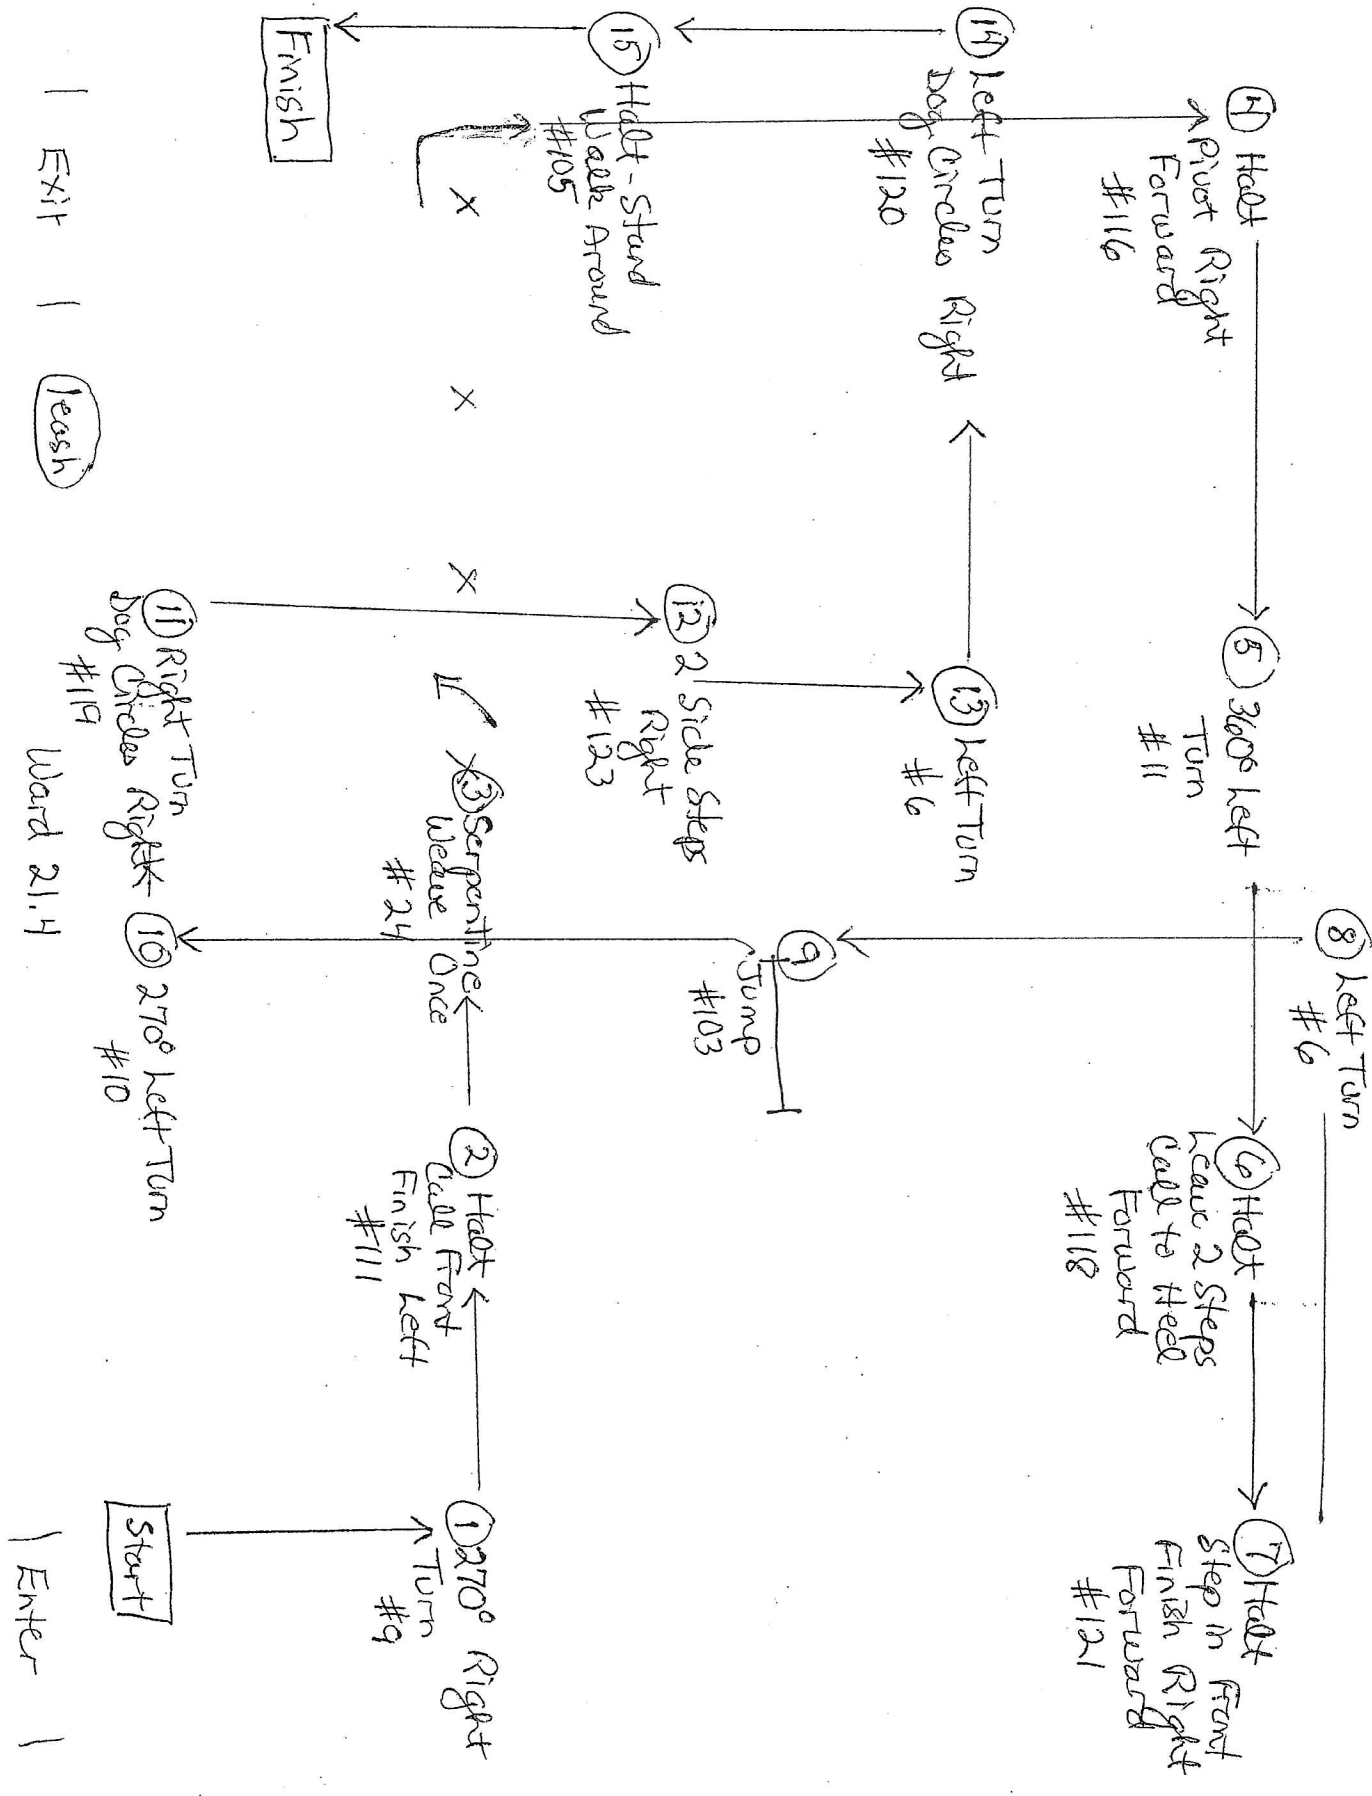 Start
① 270° Right
Turn
#9
② Halt
Call Front
Finish Left
#111
③ Serpentine
Weave Once
#24
④ Halt
Pivot Right
Forward
#116
⑤ 360° Left
Turn
#11
⑥ Halt
Leave 2 Steps
Call to Heel
Forward
#118
⑦ Halt
Step in Front
Finish Right
Forward
#121
⑧ Left Turn
#6
⑨
Jump
#103
⑩ 270° Left Turn
#10
⑪ Right Turn
Dog Circles Right
#119
⑫ 2 Side Steps
Right
#123
⑬ Left Turn
#6
⑭ Left Turn
Dog Circles Right
#120
⑮ Halt-Stand
Walk Around
#105
Finish
| Exit |
leash
Ward 21.4
| Enter |
X
X
X
X